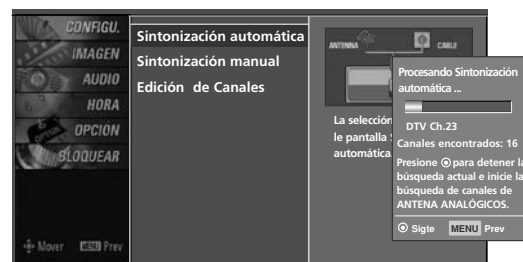 CONFIGU.
IMAGEN
AUDIO
HORA
OPCIÓN
BLOQUEAR
Mover MENU Prev
Sintonización automática
Sintonización manual
Edición de Canales
ANTENNA CABLE
La selección
le pantalla
automática
Procesando Sintonización
automática ...
DTV Ch.23
Canales encontrados: 16
Presione para detener la
búsqueda actual e inicie la
búsqueda de canales de
ANTENA ANALÓGICOS.
Sigte MENU Prev